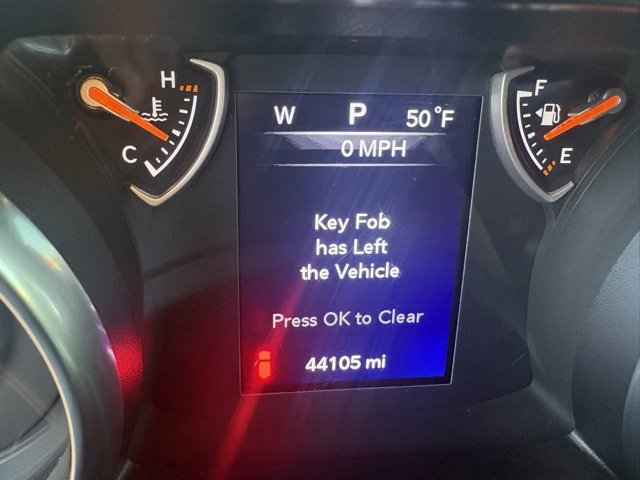 H
C
W P 50°F
0 MPH
Key Fob
has Left
the Vehicle
Press OK to Clear
44105 mi
F
E